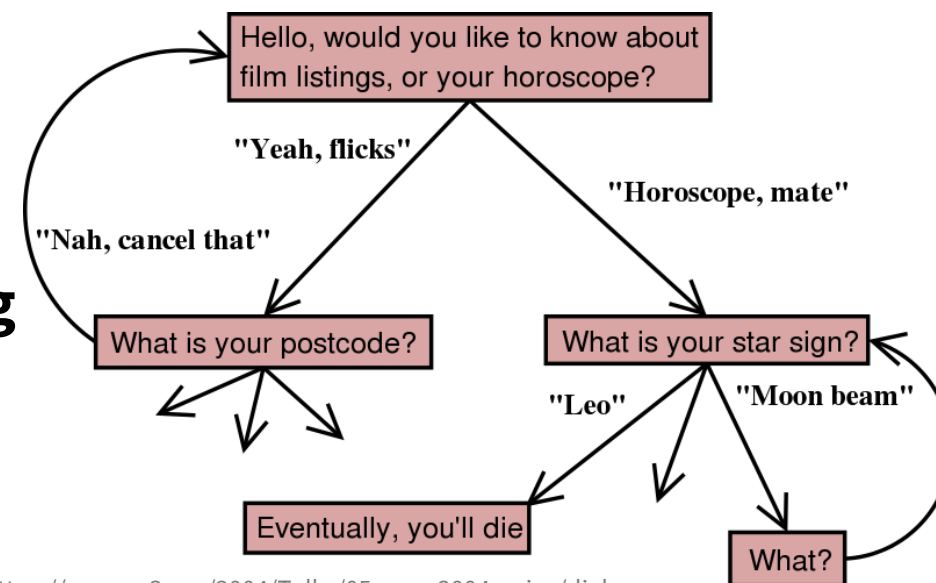 Hello, would you like to know about
film listings, or your horoscope?
"Yeah, flicks"
"Horoscope, mate"
"Nah, cancel that"
g
What is your postcode?
What is your star sign?
"Leo"
"Moon beam"
Eventually, you'll die
What?